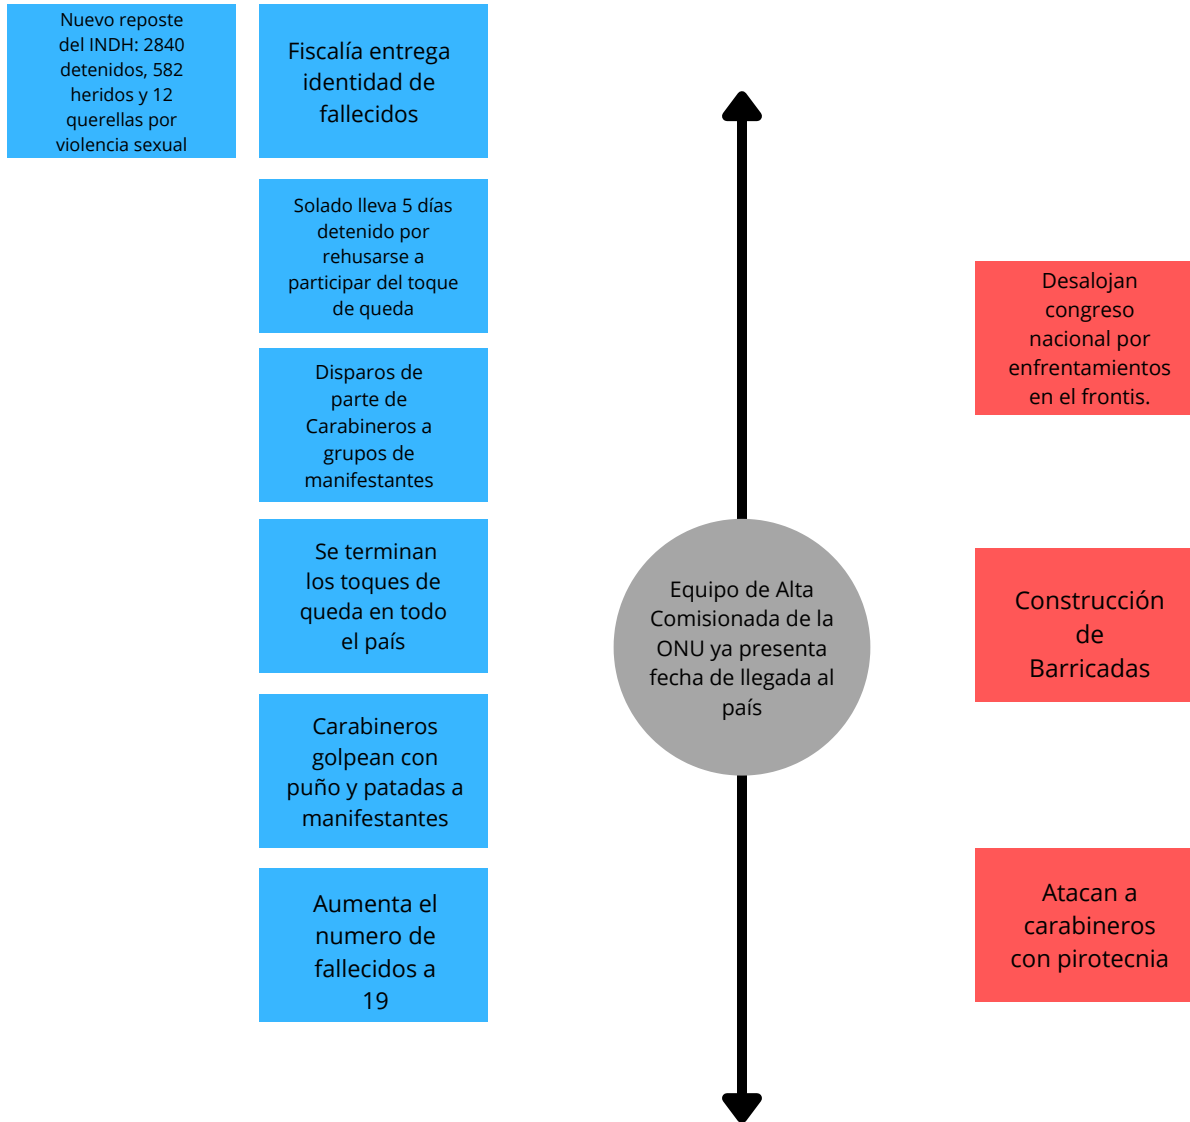 Nuevo reposte
del INDH: 2840
detenidos, 582
heridos y 12
querellas por
violencia sexual
Fiscalía entrega
identidad de
fallecidos
Solado lleva 5 días
detenido por
rehusarse a
participar del toque
de queda
Disparos de
parte de
Carabineros a
grupos de
manifestantes
Se terminan
los toques de
queda en todo
el país
Carabineros
golpean con
puño y patadas a
manifestantes
Aumenta el
numero de
fallecidos a
19
Equipo de Alta
Comisionada de la
ONU ya presenta
fecha de llegada al
país
Desalojan
congreso
nacional por
enfrentamientos
en el frontis.
Construcción
de
Barricadas
Atacan a
carabineros
con pirotecnia